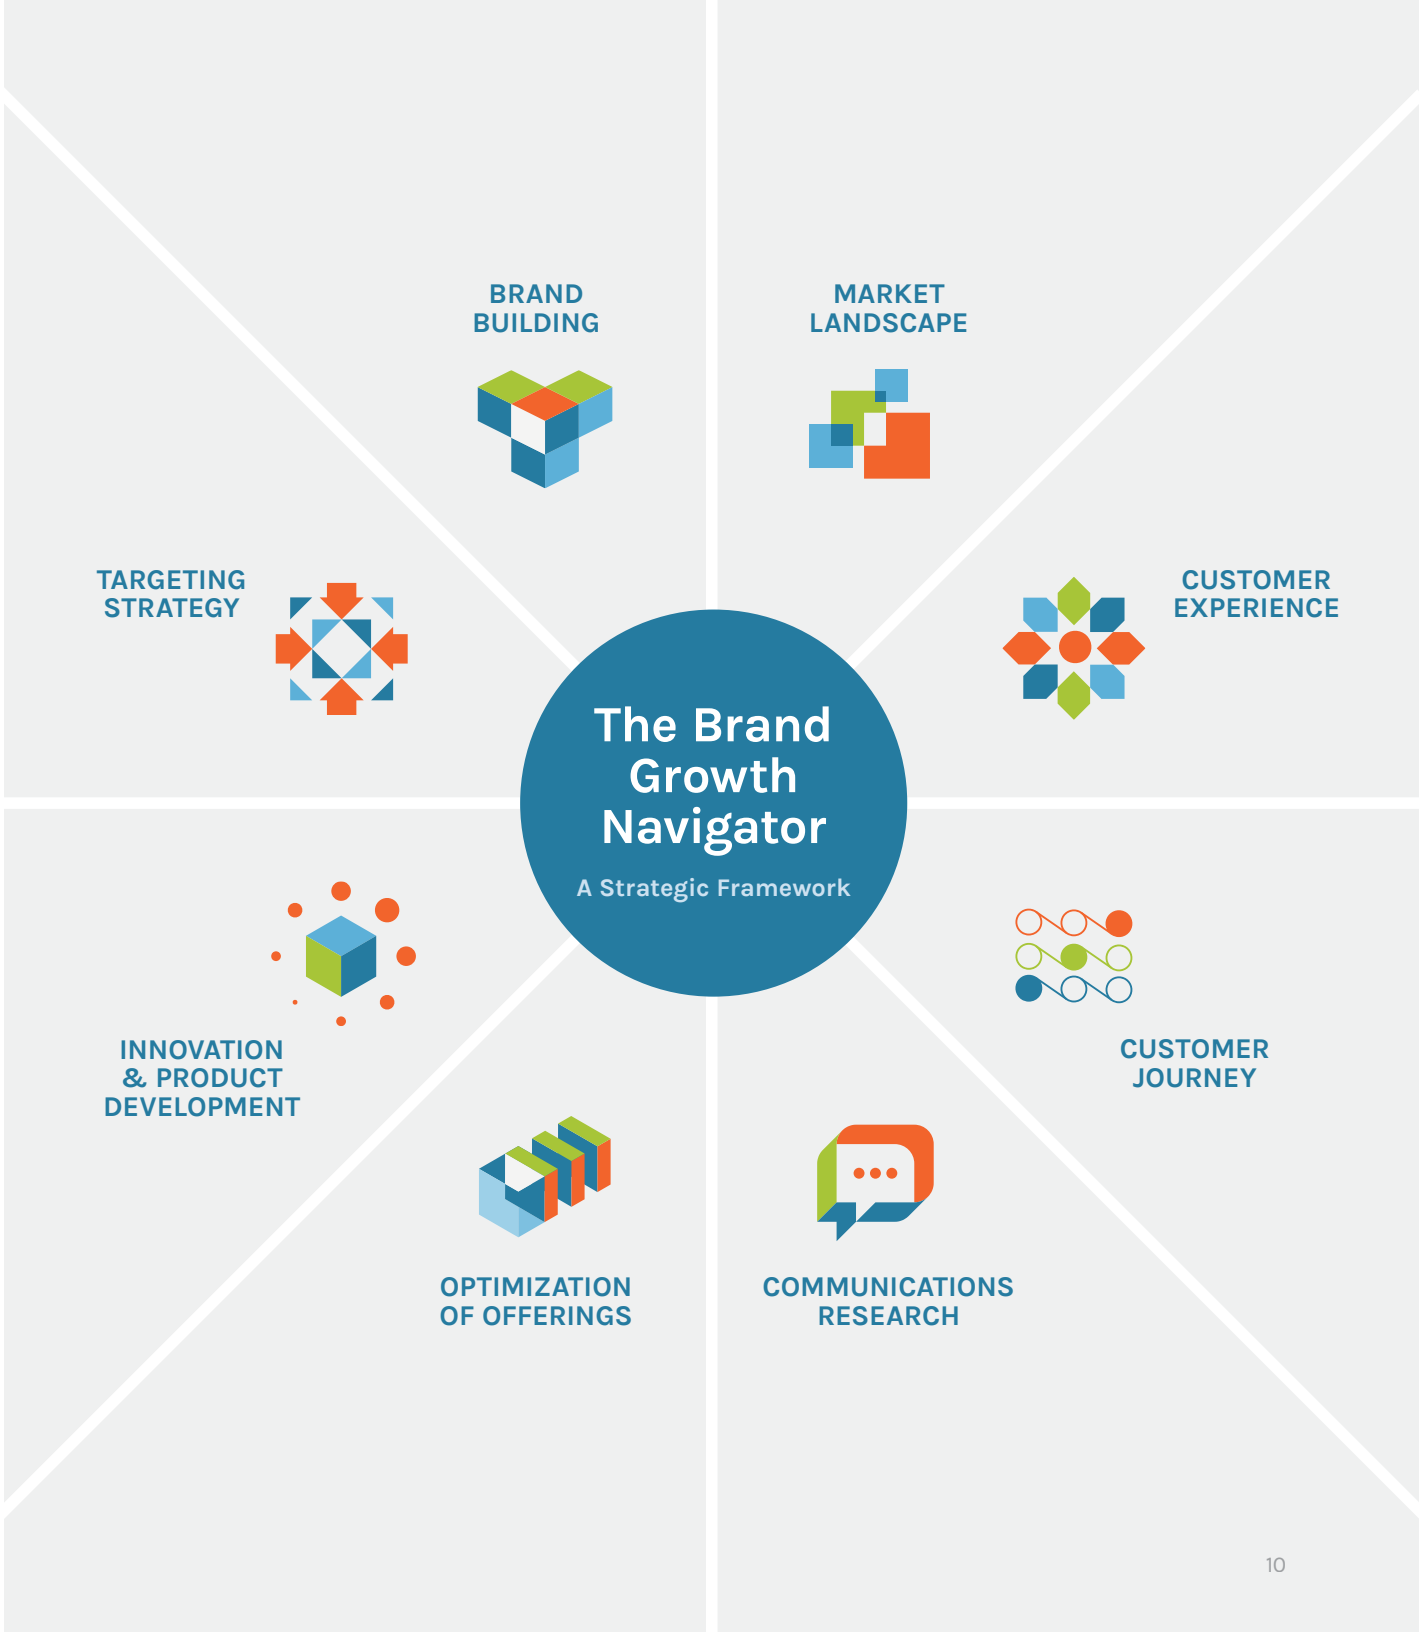 BRAND
BUILDING
MARKET
LANDSCAPE
TARGETING
STRATEGY
CUSTOMER
EXPERIENCE
The Brand
Growth
Navigator
A Strategic Framework
INNOVATION
& PRODUCT
DEVELOPMENT
CUSTOMER
JOURNEY
OPTIMIZATION
OF OFFERINGS
COMMUNICATIONS
RESEARCH
10